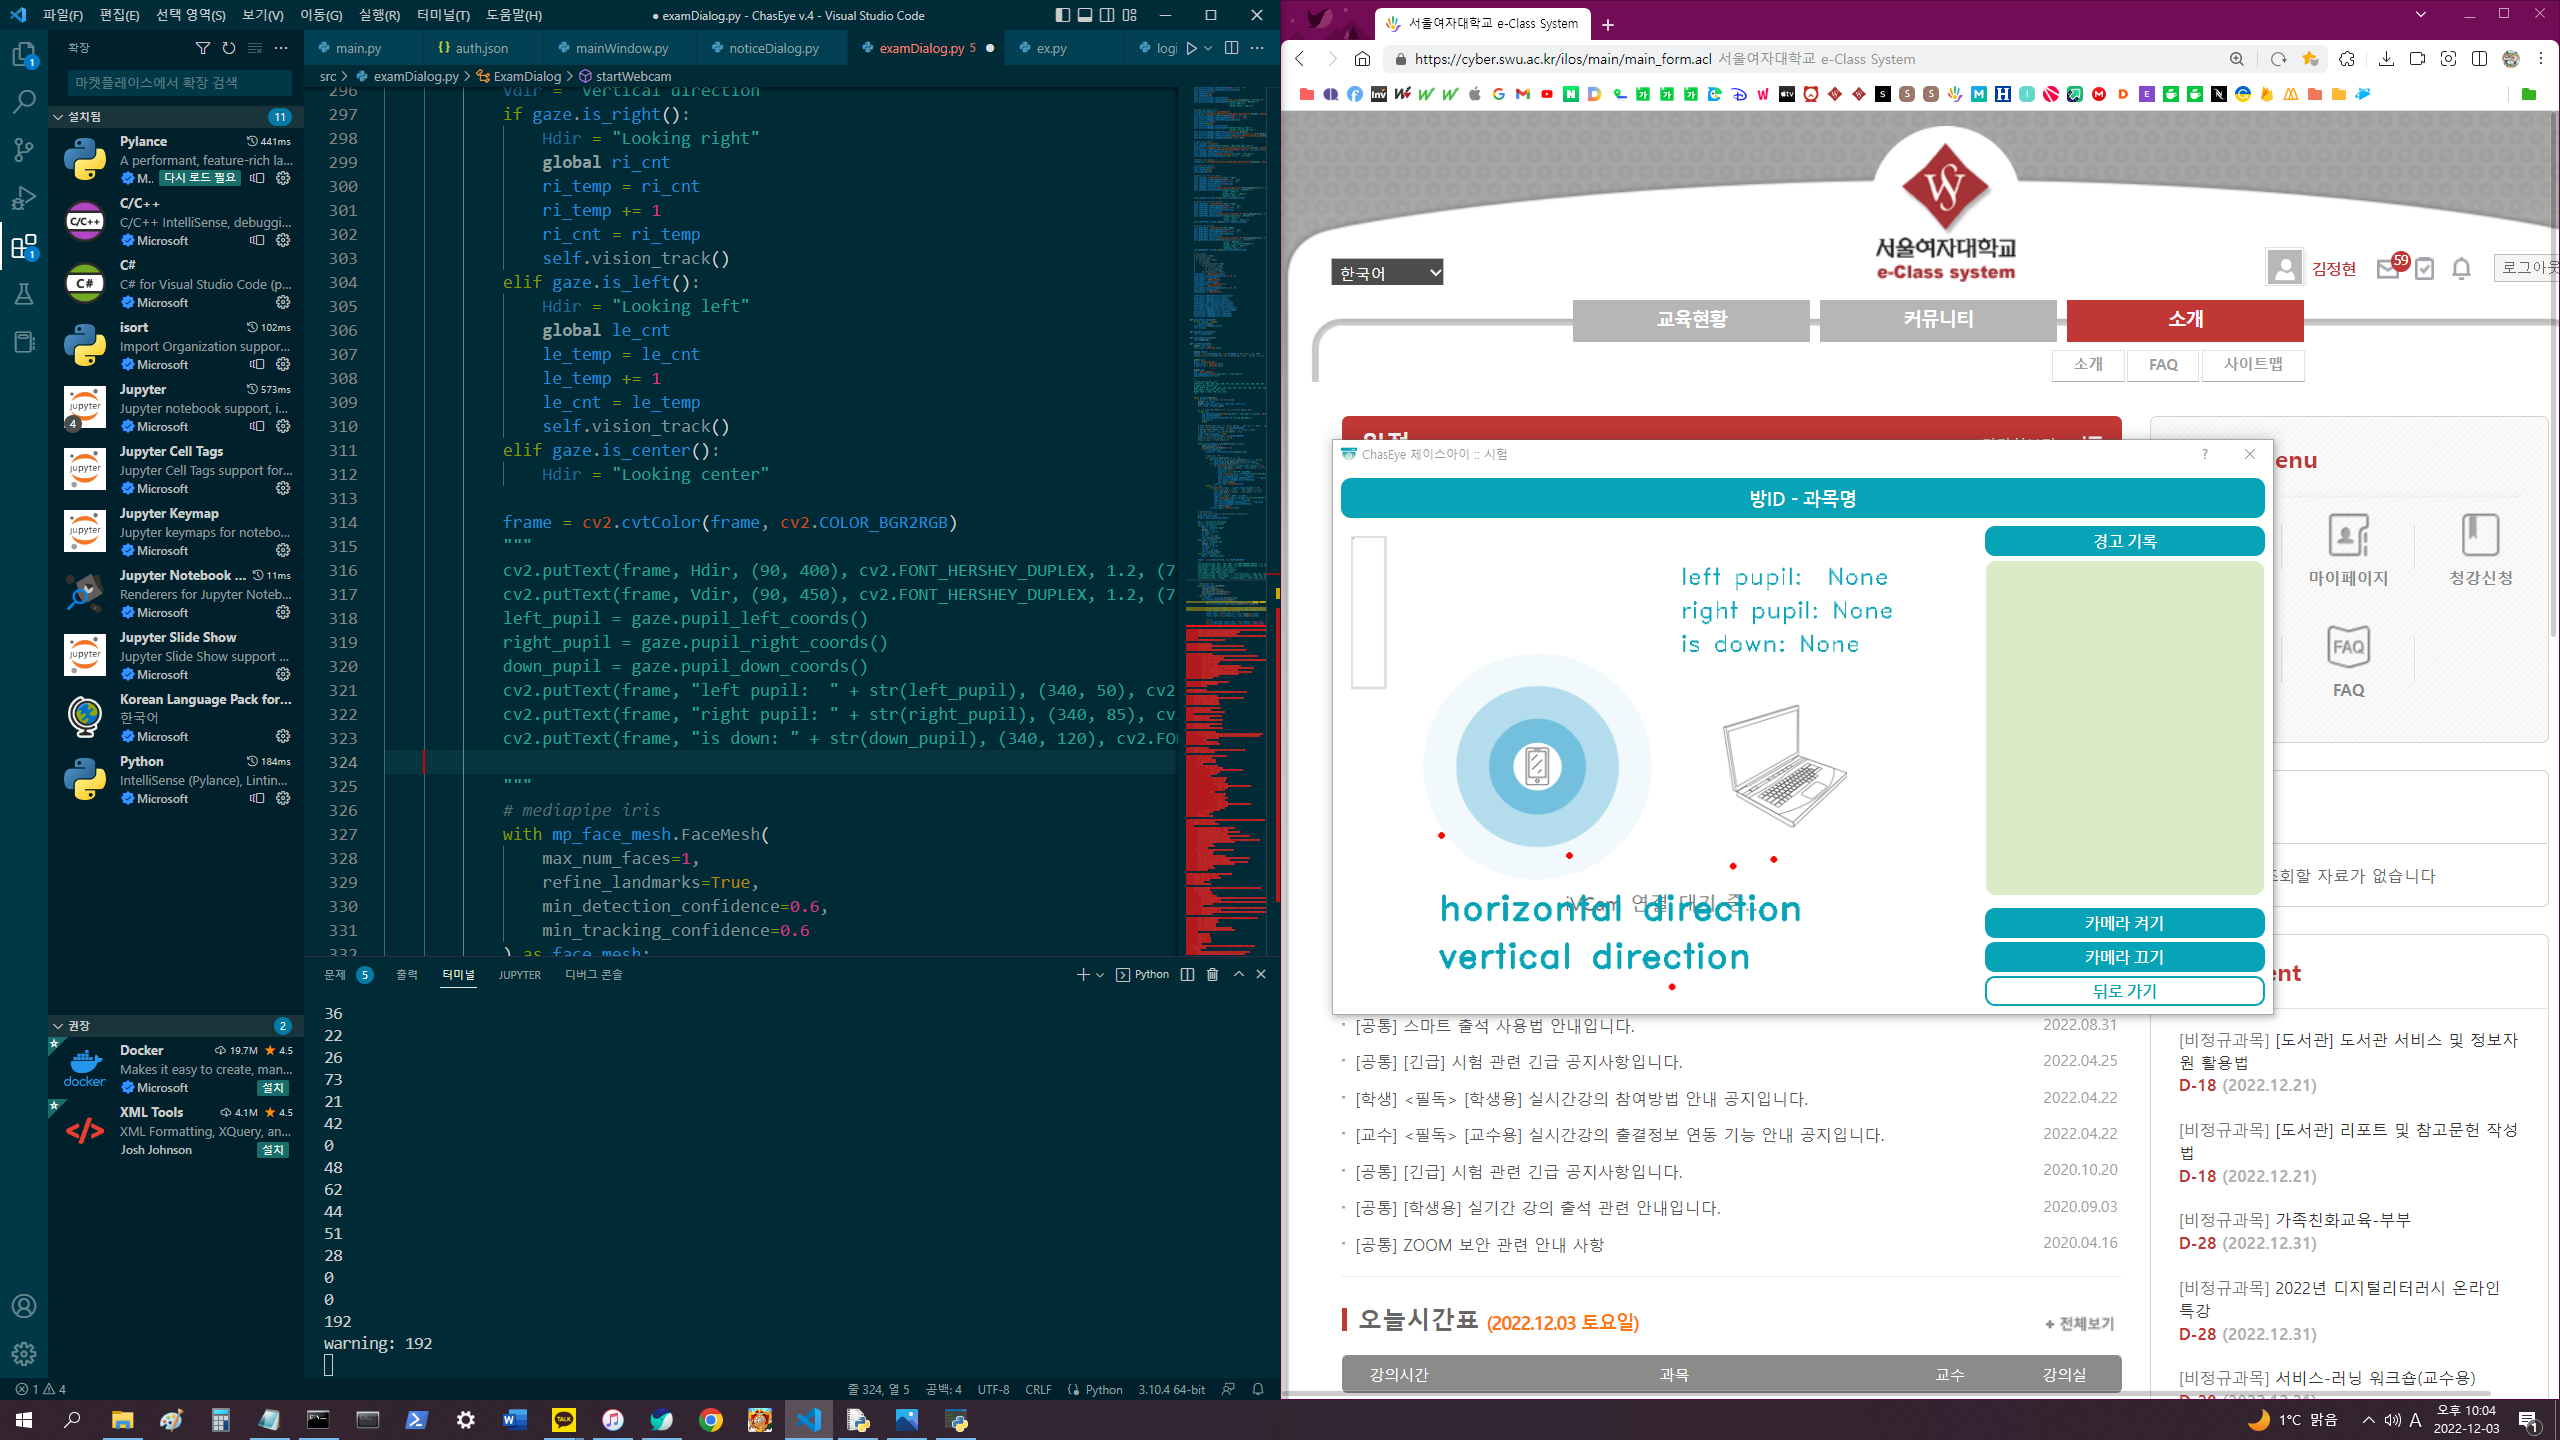 파일(F) 편집(E) 선택 영역(S) 보기(V) 이동(G) 실행(R) 터미널(T) 도움말(H)
● examDialog.py - ChasEye v.4 - Visual Studio Code
확장
마켓플레이스에서 확장 검색
설치됨 11
Pylance 441ms
A performant, feature-rich la...
M.. 다시 로드 필요
C/C++
C/C++ IntelliSense, debuggi...
Microsoft
C#
C# for Visual Studio Code (p...
Microsoft
isort 102ms
Import Organization suppor...
Microsoft
Jupyter 573ms
Jupyter notebook support, i...
Microsoft
Jupyter Cell Tags
Jupyter Cell Tags support for...
Microsoft
Jupyter Keymap
Jupyter keymaps for notebo...
Microsoft
Jupyter Notebook ... 11ms
Renderers for Jupyter Noteb...
Microsoft
Jupyter Slide Show
Jupyter Slide Show support ...
Microsoft
Korean Language Pack for...
한국어
Microsoft
Python 184ms
IntelliSense (Pylance), Lintin...
Microsoft
권장 2
Docker 19.7M 4.5
Makes it easy to create, man...
Microsoft 설치
XML Tools 4.1M 4.5
XML Formatting, XQuery, an...
Josh Johnson 설치
main.py auth.json mainWindow.py noticeDialog.py examDialog.py 5 ● ex.py logi
src > examDialog.py > ExamDialog > startWebcam
296 Vdir = "vertical direction"
297 if gaze.is_right():
298 Hdir = "Looking right"
299 global ri_cnt
300 ri_temp = ri_cnt
301 ri_temp += 1
302 ri_cnt = ri_temp
303 self.vision_track()
304 elif gaze.is_left():
305 Hdir = "Looking left"
306 global le_cnt
307 le_temp = le_cnt
308 le_temp += 1
309 le_cnt = le_temp
310 self.vision_track()
311 elif gaze.is_center():
312 Hdir = "Looking center"
313
314 frame = cv2.cvtColor(frame, cv2.COLOR_BGR2RGB)
315 """
316 cv2.putText(frame, Hdir, (90, 400), cv2.FONT_HERSHEY_DUPLEX, 1.2, (7
317 cv2.putText(frame, Vdir, (90, 450), cv2.FONT_HERSHEY_DUPLEX, 1.2, (7
318 left_pupil = gaze.pupil_left_coords()
319 right_pupil = gaze.pupil_right_coords()
320 down_pupil = gaze.pupil_down_coords()
321 cv2.putText(frame, "left pupil:  " + str(left_pupil), (340, 50), cv2
322 cv2.putText(frame, "right pupil: " + str(right_pupil), (340, 85), cv
323 cv2.putText(frame, "is down: " + str(down_pupil), (340, 120), cv2.FO
324
325 """
326 # mediapipe iris
327 with mp_face_mesh.FaceMesh(
328 max_num_faces=1,
329 refine_landmarks=True,
330 min_detection_confidence=0.6,
331 min_tracking_confidence=0.6
332 ) as face_mesh:
문제 5 출력 터미널 JUPYTER 디버그 콘솔
Python
36
22
26
73
21
42
0
48
62
44
51
28
0
0
192
warning: 192
1 4
줄 324, 열 5 공백: 4 UTF-8 CRLF Python 3.10.4 64-bit
서울여자대학교 e-Class System
https://cyber.swu.ac.kr/ilos/main/main_form.acl 서울여자대학교 e-Class System
한국어
서울여자대학교
e-Class system
김정현 59 로그아웃
교육현황 커뮤니티 소개
소개 FAQ 사이트맵
enu
마이페이지 청강신청
FAQ
FAQ
조회할 자료가 없습니다
ent
ChasEye 체이스아이 :: 시험
방ID - 과목명
경고 기록
left pupil:  None
right pupil: None
is down: None
iVCam 연결 대기 중...
horizontal direction
vertical direction
카메라 켜기
카메라 끄기
뒤로 가기
[공통] 스마트 출석 사용법 안내입니다. 2022.08.31
[공통] [긴급] 시험 관련 긴급 공지사항입니다. 2022.04.25
[학생] <필독> [학생용] 실시간강의 참여방법 안내 공지입니다. 2022.04.22
[교수] <필독> [교수용] 실시간강의 출결정보 연동 기능 안내 공지입니다. 2022.04.22
[공통] [긴급] 시험 관련 긴급 공지사항입니다. 2020.10.20
[공통] [학생용] 실기간 강의 출석 관련 안내입니다. 2020.09.03
[공통] ZOOM 보안 관련 안내 사항 2020.04.16
오늘시간표 (2022.12.03 토요일) + 전체보기
강의시간 과목 교수 강의실
[비정규과목] [도서관] 도서관 서비스 및 정보자
원 활용법
D-18 (2022.12.21)
[비정규과목] [도서관] 리포트 및 참고문헌 작성
법
D-18 (2022.12.21)
[비정규과목] 가족친화교육-부부
D-28 (2022.12.31)
[비정규과목] 2022년 디지털리터러시 온라인
특강
D-28 (2022.12.31)
[비정규과목] 서비스-러닝 워크숍(교수용)
1°C 맑음
A
오후 10:04
2022-12-03
1